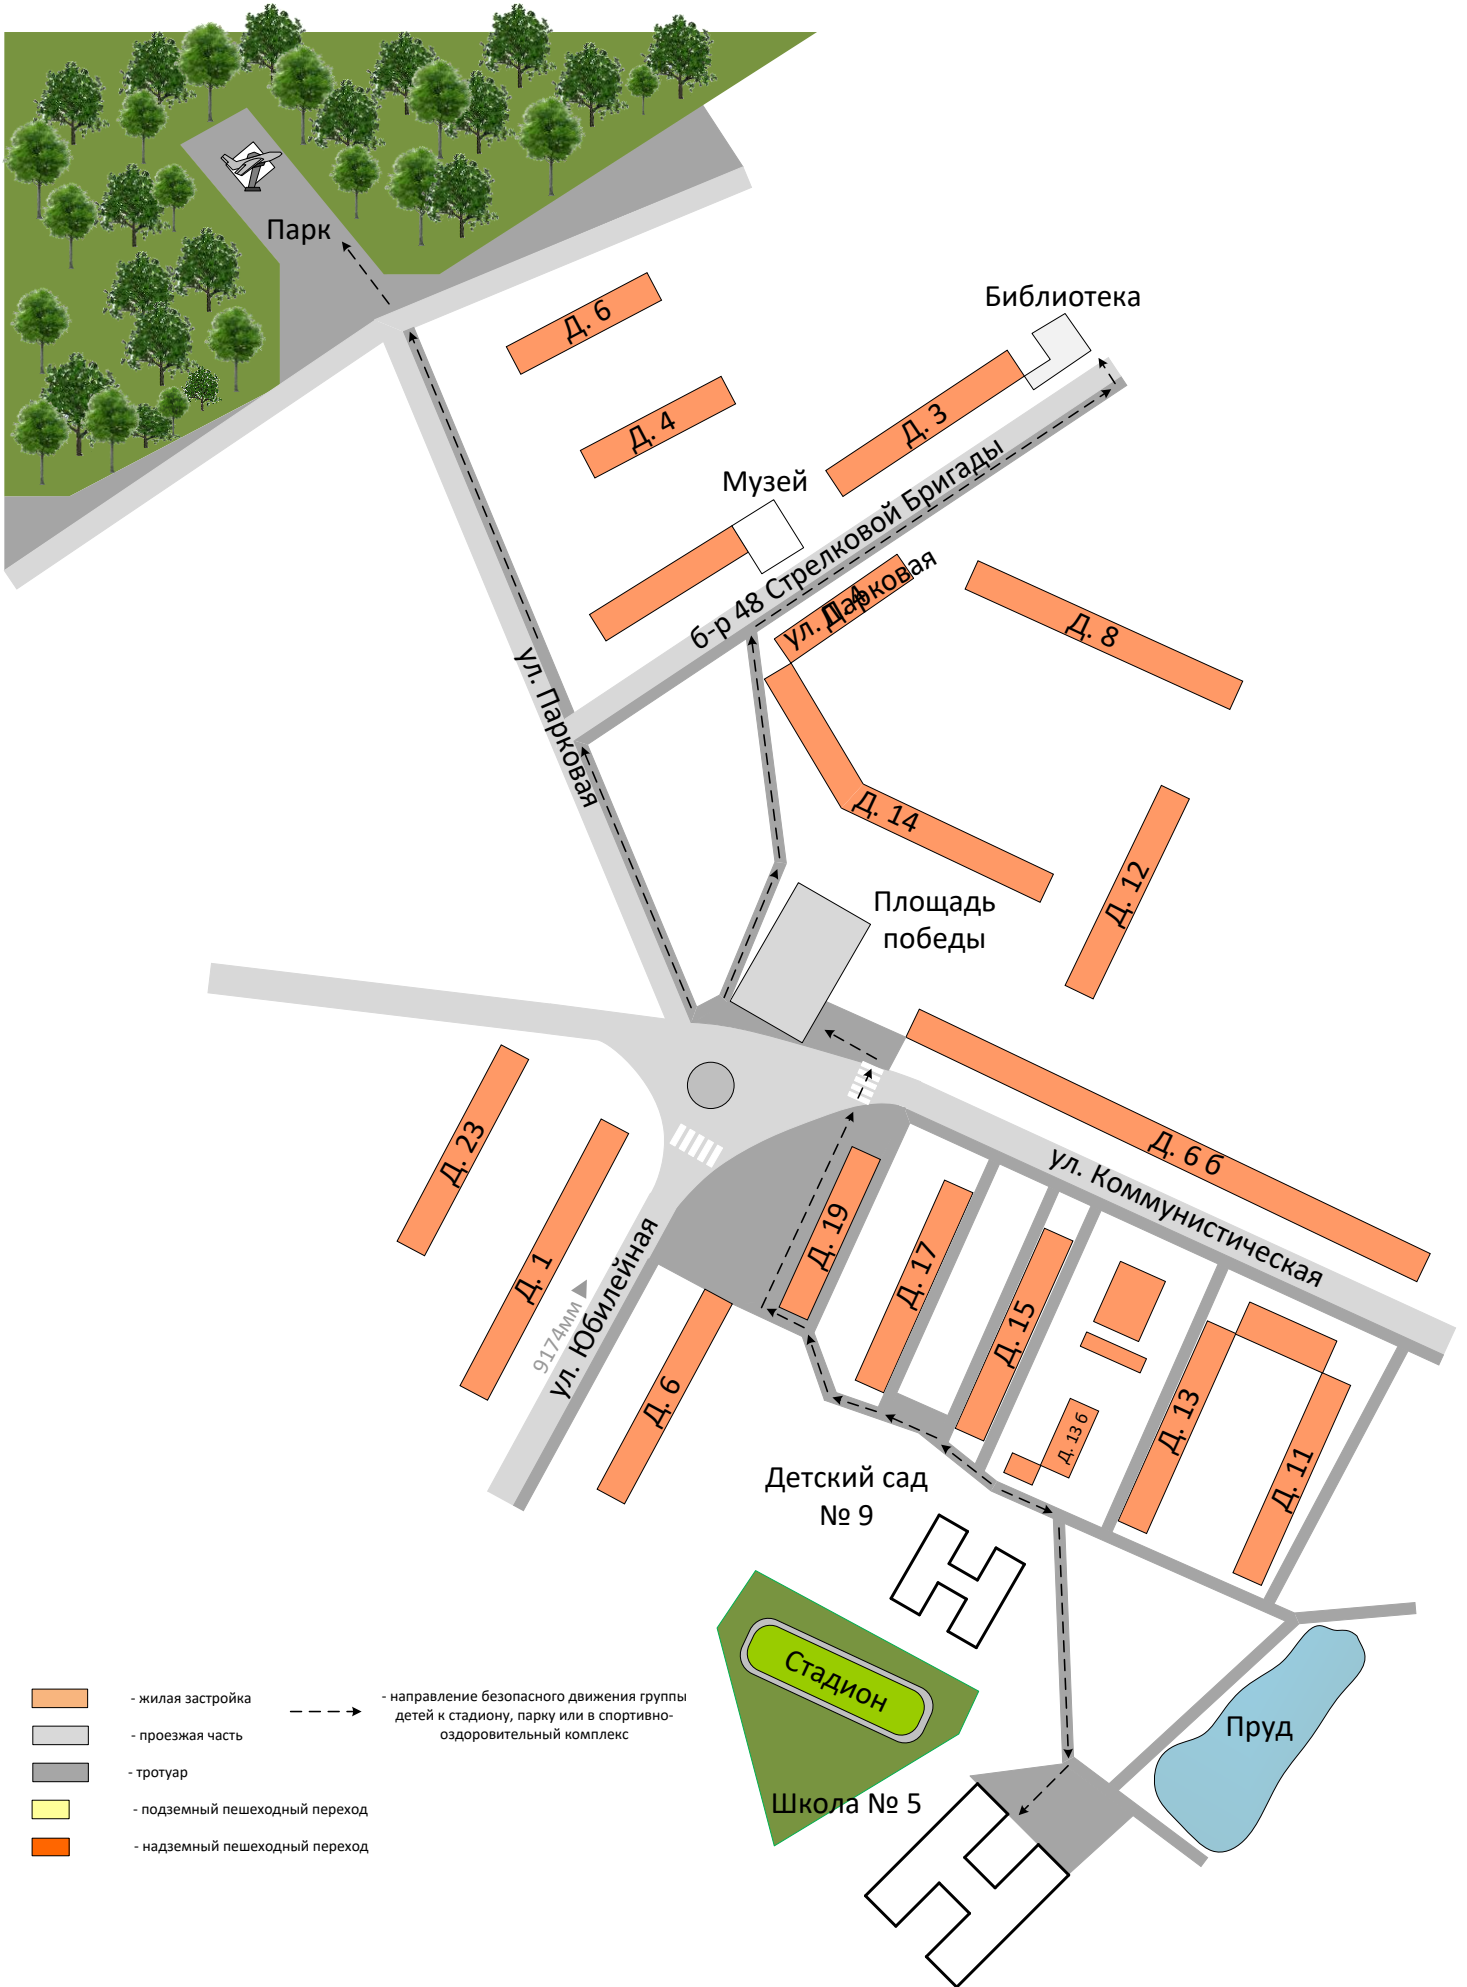 Парк
Д. 6
Библиотека
Д. 4
Д. 3
Музей
б-р 48 Стрелковой Бригады
Д. 4
ул. Парковая
Д. 8
ул. Парковая
Д. 14
Д. 12
Площадь
победы
Д. 23
Д. 1
Д. 6 б
ул. Коммунистическая
Д. 19
Д. 17
Д. 15
9174мм
ул. Юбилейная
Д. 6
Д. 13
Д. 13 б
Д. 11
Детский сад
№ 9
Стадион
Пруд
Школа № 5
- жилая застройка
- проезжая часть
- тротуар
- подземный пешеходный переход
- надземный пешеходный переход
- направление безопасного движения группы
детей к стадиону, парку или в спортивно-
оздоровительный комплекс